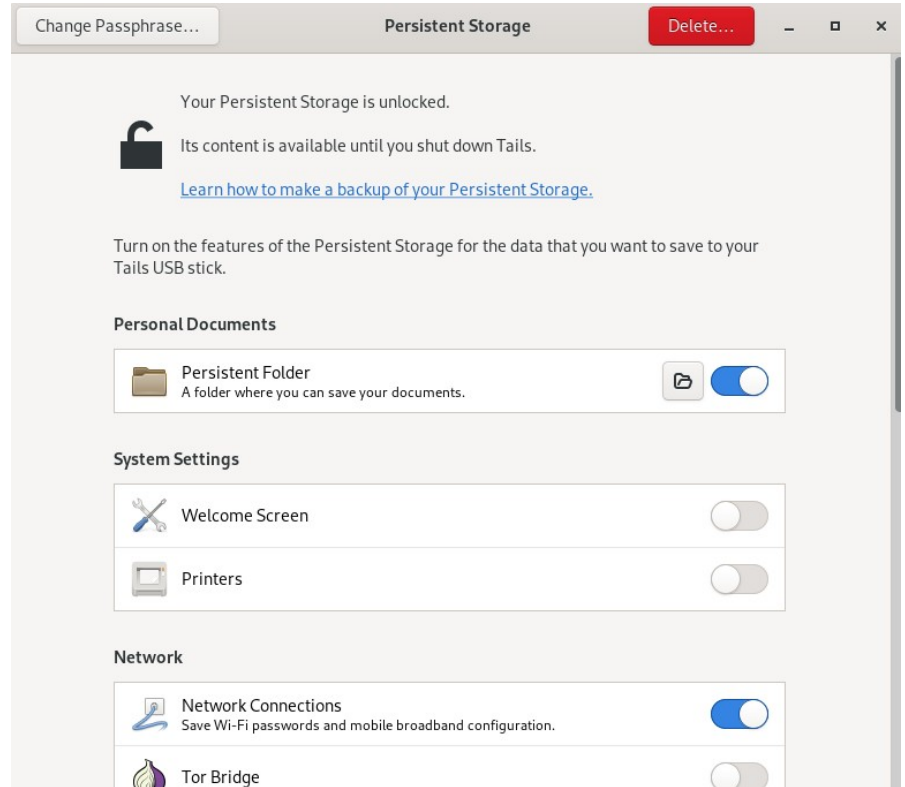 Change Passphrase...
Persistent Storage
Delete...
Your Persistent Storage is unlocked.
Its content is available until you shut down Tails.
Learn how to make a backup of your Persistent Storage.
Turn on the features of the Persistent Storage for the data that you want to save to your
Tails USB stick.
Personal Documents
Persistent Folder
A folder where you can save your documents.
System Settings
Welcome Screen
Printers
Network
Network Connections
Save Wi-Fi passwords and mobile broadband configuration.
Tor Bridge